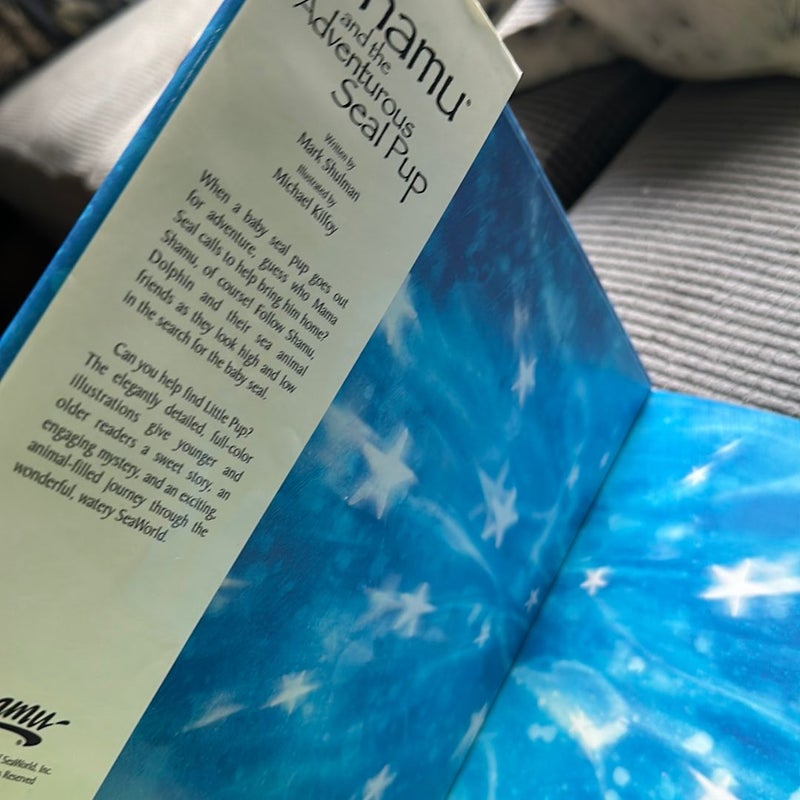 hamu®
and the
Adventurous
Seal Pup
Written by
Mark Shulman
Illustrated by
Michael Kilfoy
When a baby seal pup goes out
for adventure, guess who Mama
Seal calls to help bring him home?
Shamu, of course! Follow Shamu,
Dolphin and their sea animal
friends as they look high and low
in the search for the baby seal.
Can you help find Little Pup?
The elegantly detailed, full-color
illustrations give younger and
older readers a sweet story, an
engaging mystery, and an exciting,
animal-filled journey through the
wonderful, watery SeaWorld.
amu
®
f SeaWorld, Inc.
Reserved